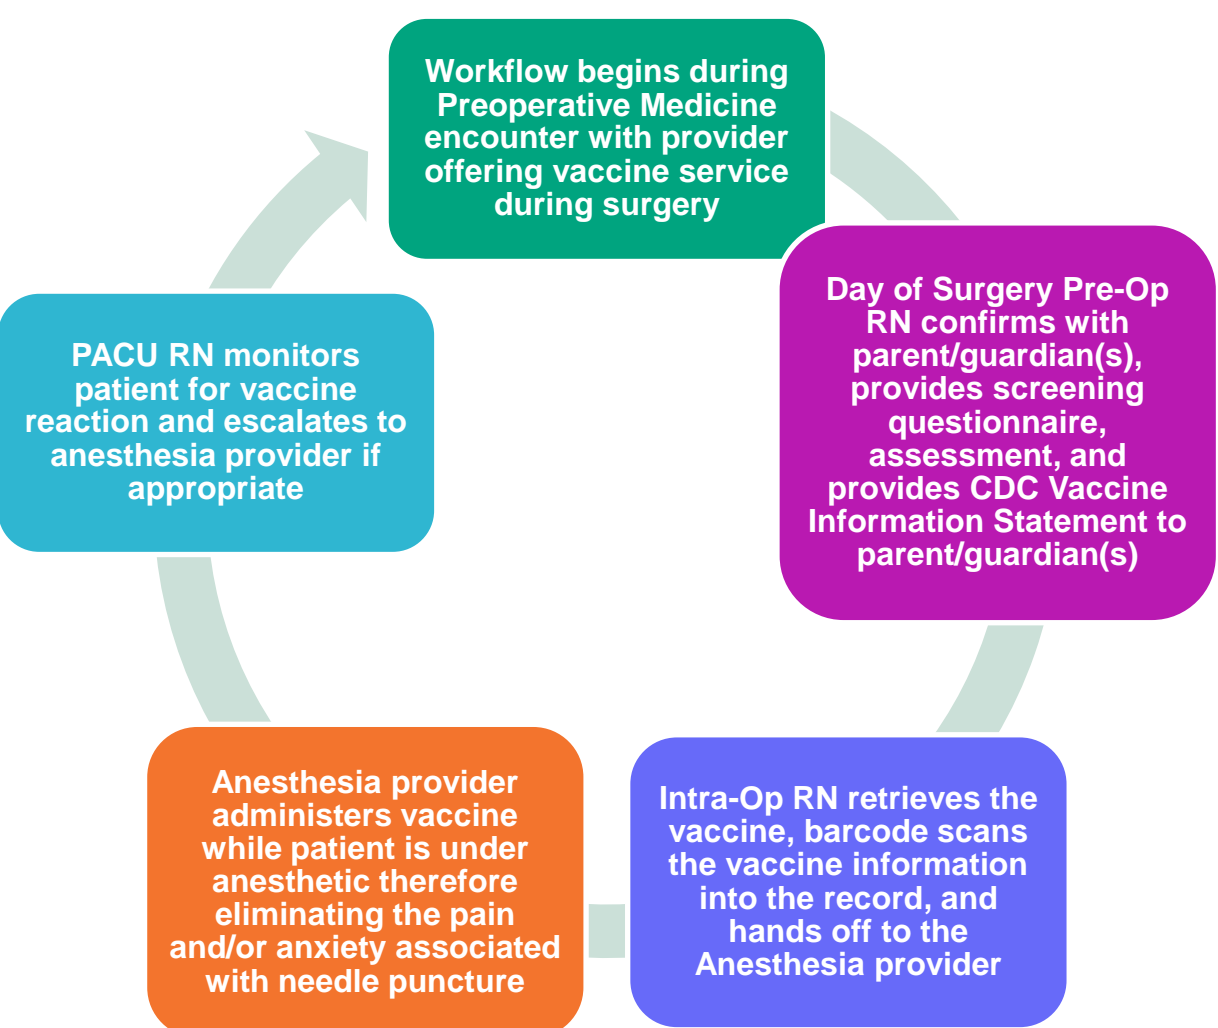 Workflow begins during
Preoperative Medicine
encounter with provider
offering vaccine service
during surgery
Day of Surgery Pre-Op
RN confirms with
parent/guardian(s),
provides screening
questionnaire,
assessment, and
provides CDC Vaccine
Information Statement to
parent/guardian(s)
Intra-Op RN retrieves the
vaccine, barcode scans
the vaccine information
into the record, and
hands off to the
Anesthesia provider
Anesthesia provider
administers vaccine
while patient is under
anesthetic therefore
eliminating the pain
and/or anxiety associated
with needle puncture
PACU RN monitors
patient for vaccine
reaction and escalates to
anesthesia provider if
appropriate